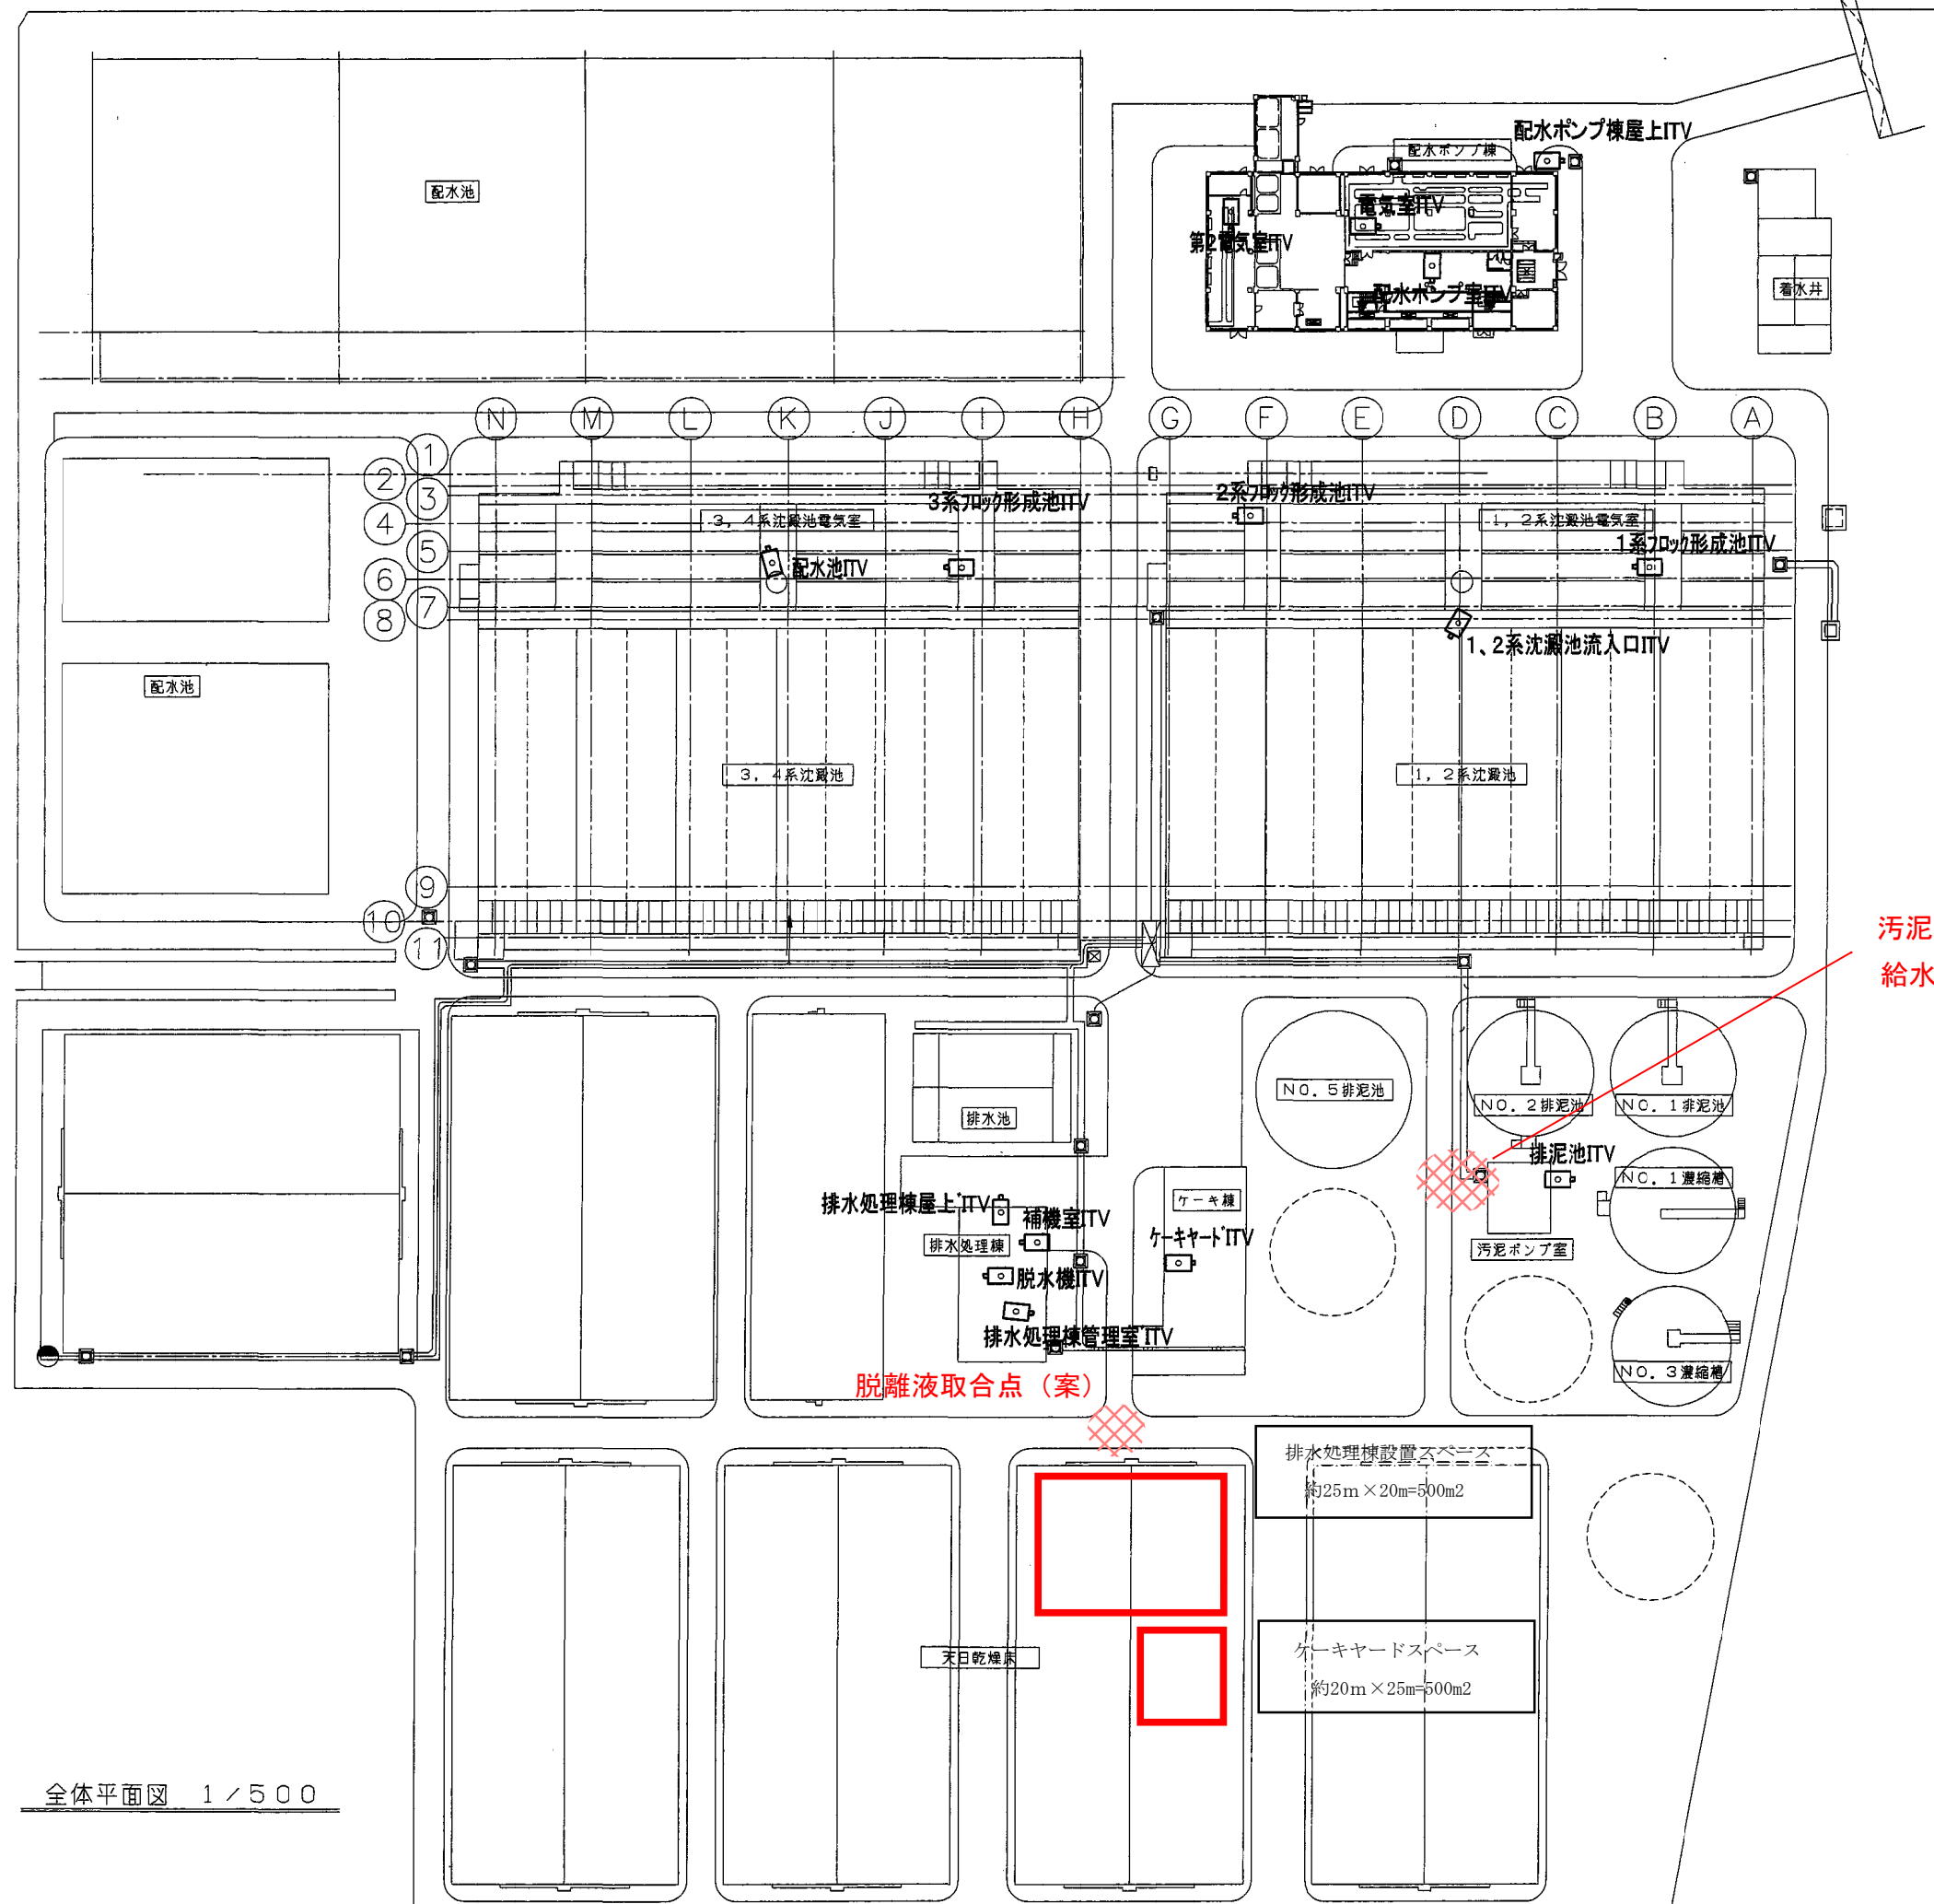 配水ポンプ棟屋上ITV
配水ポンプ棟
配水池
電気室ITV
第2電気室ITV
配水ポンプ室ITV
着水井
N
M
L
K
J
I
H
G
F
E
D
C
B
A
1
2
3
4
5
6
7
8
3系フロック形成池ITV
2系フロック形成池ITV
3，4系沈澱池電気室
1，2系沈澱池電気室
1系フロック形成池ITV
配水池ITV
1、2系沈澱池流入口ITV
配水池
3，4系沈澱池
1，2系沈澱池
9
10
11
汚泥
給水
NO．5排泥池
NO．2排泥池
NO．1排泥池
排水池
排泥池ITV
NO．1濃縮槽
ケーキ棟
排水処理棟屋上ITV
補機室ITV
ケーキヤードITV
排水処理棟
汚泥ポンプ室
脱水機ITV
排水処理棟管理室ITV
NO．3濃縮槽
脱離液取合点（案）
排水処理棟設置スペース
約25m×20m=500m2
天日乾燥床
ケーキヤードスペース
約20m×25m=500m2
全体平面図　1／500